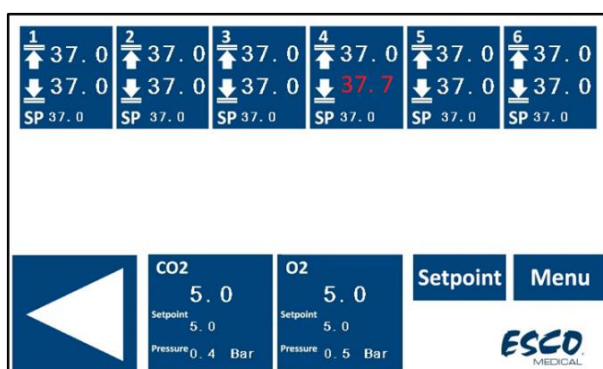 1 2 3 4 5 6
37.0 37.0 37.0 37.0 37.0 37.0
37.0 37.0 37.0 37.7 37.0 37.0
SP 37.0 SP 37.0 SP 37.0 SP 37.0 SP 37.0 SP 37.0
CO2 O2
Setpoint Menu
5.0 5.0
Setpoint Setpoint
5.0 5.0
Pressure 0.4 Bar Pressure 0.5 Bar
ESCO
MEDICAL